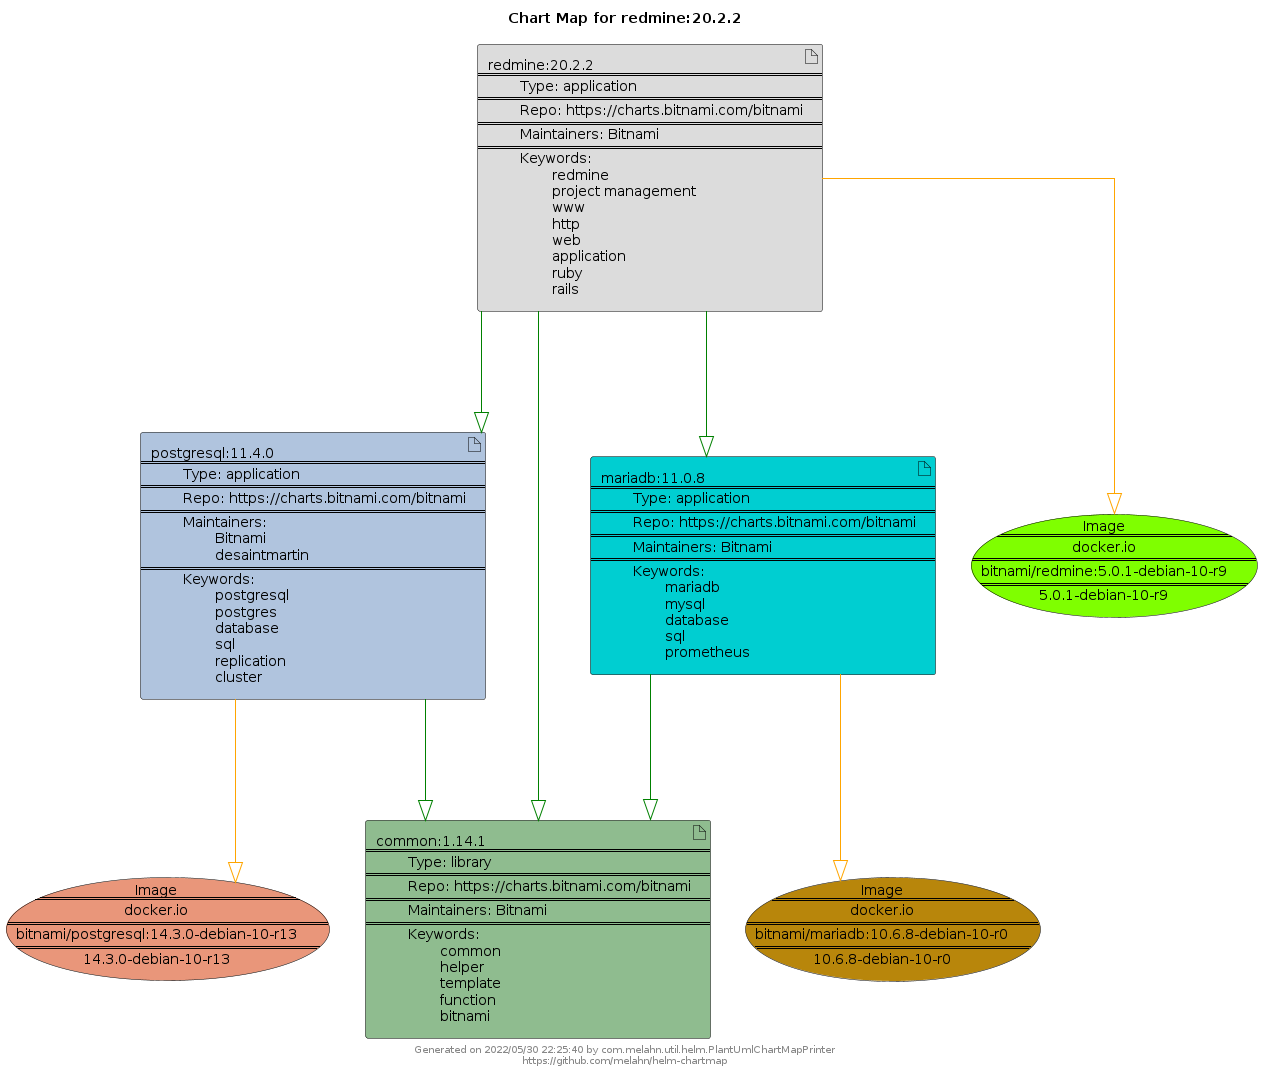 Chart Map for redmine:20.2.2
redmine:20.2.2
Type: application
Repo: https://charts.bitnami.com/bitnami
Maintainers: Bitnami
Keywords:
redmine
project management
www
http
web
application
ruby
rails
postgresql:11.4.0
Type: application
Repo: https://charts.bitnami.com/bitnami
Maintainers:
Bitnami
desaintmartin
Keywords:
postgresql
postgres
database
sql
replication
cluster
mariadb:11.0.8
Type: application
Repo: https://charts.bitnami.com/bitnami
Maintainers: Bitnami
Keywords:
mariadb
mysql
database
sql
prometheus
Image
docker.io
bitnami/redmine:5.0.1-debian-10-r9
5.0.1-debian-10-r9
Image
docker.io
bitnami/postgresql:14.3.0-debian-10-r13
14.3.0-debian-10-r13
common:1.14.1
Type: library
Repo: https://charts.bitnami.com/bitnami
Maintainers: Bitnami
Keywords:
common
helper
template
function
bitnami
Image
docker.io
bitnami/mariadb:10.6.8-debian-10-r0
10.6.8-debian-10-r0
Generated on 2022/05/30 22:25:40 by com.melahn.util.helm.PlantUmlChartMapPrinter
https://github.com/melahn/helm-chartmap